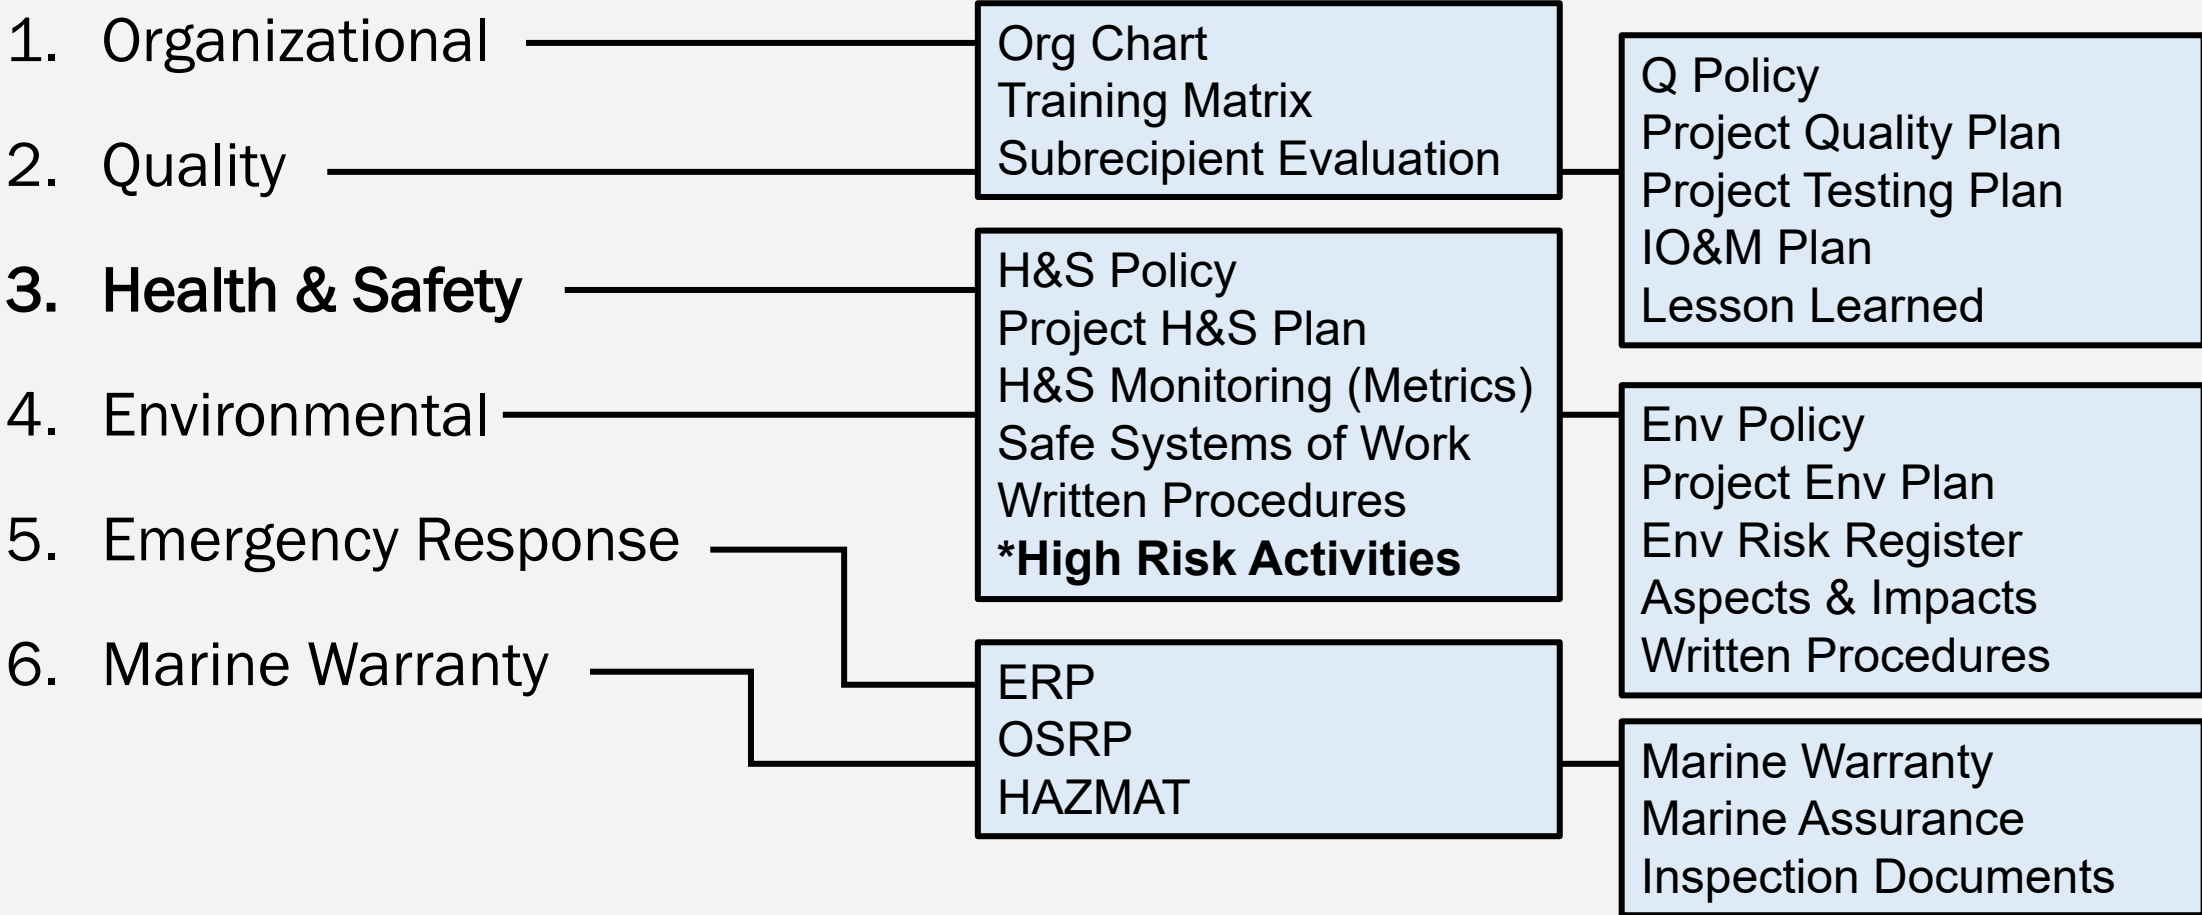 1. Organizational
2. Quality
3. Health & Safety
4. Environmental
5. Emergency Response
6. Marine Warranty
Org Chart
Training Matrix
Subrecipient Evaluation
H&S Policy
Project H&S Plan
H&S Monitoring (Metrics)
Safe Systems of Work
Written Procedures
*High Risk Activities
ERP
OSRP
HAZMAT
Q Policy
Project Quality Plan
Project Testing Plan
IO&M Plan
Lesson Learned
Env Policy
Project Env Plan
Env Risk Register
Aspects & Impacts
Written Procedures
Marine Warranty
Marine Assurance
Inspection Documents